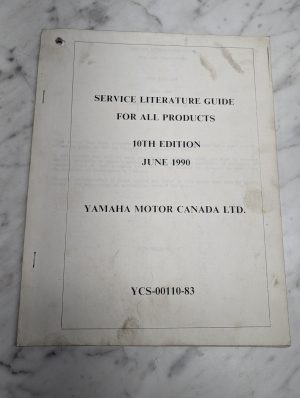 SERVICE LITERATURE GUIDE
FOR ALL PRODUCTS
10TH EDITION
JUNE 1990
YAMAHA MOTOR CANADA LTD.
YCS-00110-83